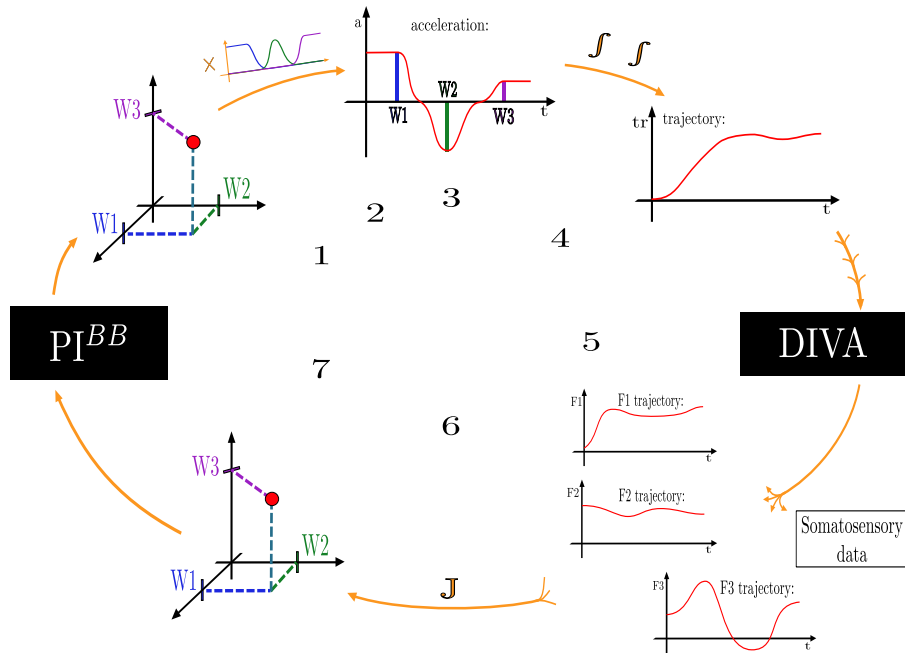 a
acceleration:
W2
W1
W3
t
X
∫ ∫
tr
trajectory:
t
W3
W2
W1
3
2
4
1
PI^{BB}
DIVA
5
7
6
F1
F1 trajectory:
t
F2
F2 trajectory:
t
Somatosensory
data
F3
F3 trajectory:
t
W3
W2
W1
J